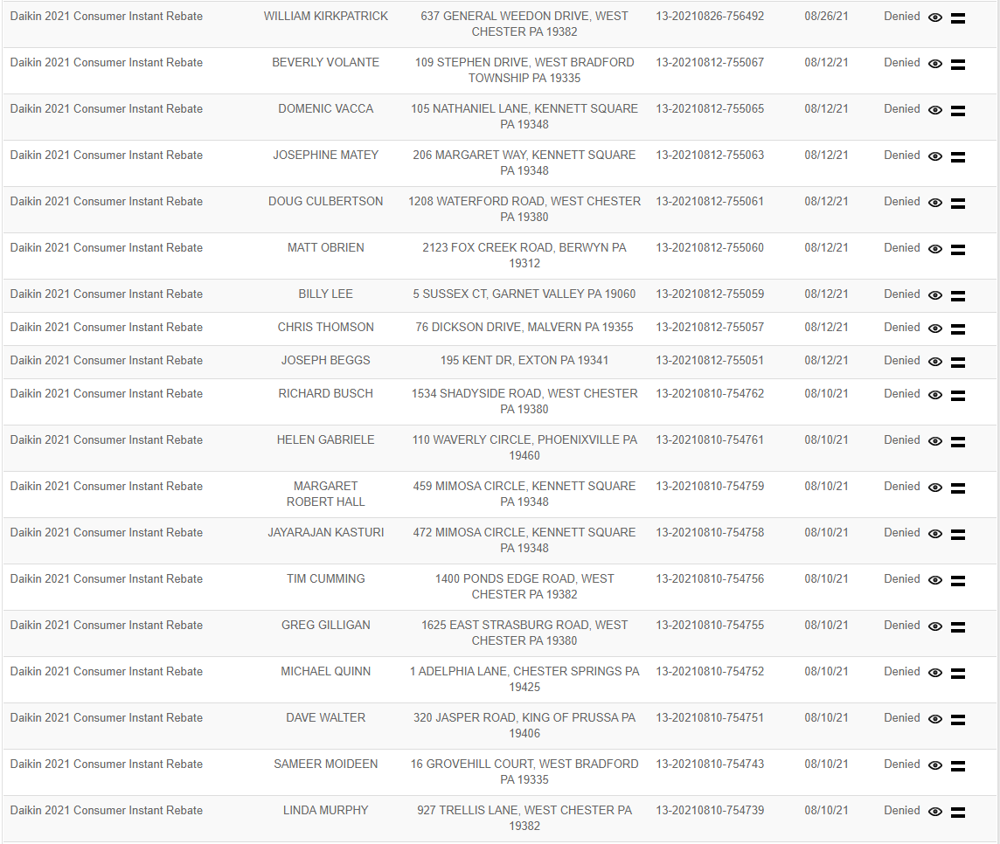 Daikin 2021 Consumer Instant Rebate WILLIAM KIRKPATRICK 637 GENERAL WEEDON DRIVE, WEST 13-20210826-756492 08/26/21 Denied
CHESTER PA 19382
Daikin 2021 Consumer Instant Rebate BEVERLY VOLANTE 109 STEPHEN DRIVE, WEST BRADFORD 13-20210812-755067 08/12/21 Denied
TOWNSHIP PA 19335
Daikin 2021 Consumer Instant Rebate DOMENIC VACCA 105 NATHANIEL LANE, KENNETT SQUARE 13-20210812-755065 08/12/21 Denied
PA 19348
Daikin 2021 Consumer Instant Rebate JOSEPHINE MATEY 206 MARGARET WAY, KENNETT SQUARE 13-20210812-755063 08/12/21 Denied
PA 19348
Daikin 2021 Consumer Instant Rebate DOUG CULBERTSON 1208 WATERFORD ROAD, WEST CHESTER 13-20210812-755061 08/12/21 Denied
PA 19380
Daikin 2021 Consumer Instant Rebate MATT OBRIEN 2123 FOX CREEK ROAD, BERWYN PA 13-20210812-755060 08/12/21 Denied
19312
Daikin 2021 Consumer Instant Rebate BILLY LEE 5 SUSSEX CT, GARNET VALLEY PA 19060 13-20210812-755059 08/12/21 Denied
Daikin 2021 Consumer Instant Rebate CHRIS THOMSON 76 DICKSON DRIVE, MALVERN PA 19355 13-20210812-755057 08/12/21 Denied
Daikin 2021 Consumer Instant Rebate JOSEPH BEGGS 195 KENT DR, EXTON PA 19341 13-20210812-755051 08/12/21 Denied
Daikin 2021 Consumer Instant Rebate RICHARD BUSCH 1534 SHADYSIDE ROAD, WEST CHESTER 13-20210810-754762 08/10/21 Denied
PA 19380
Daikin 2021 Consumer Instant Rebate HELEN GABRIELE 110 WAVERLY CIRCLE, PHOENIXVILLE PA 13-20210810-754761 08/10/21 Denied
19460
Daikin 2021 Consumer Instant Rebate MARGARET 459 MIMOSA CIRCLE, KENNETT SQUARE 13-20210810-754759 08/10/21 Denied
ROBERT HALL PA 19348
Daikin 2021 Consumer Instant Rebate JAYARAJAN KASTURI 472 MIMOSA CIRCLE, KENNETT SQUARE 13-20210810-754758 08/10/21 Denied
PA 19348
Daikin 2021 Consumer Instant Rebate TIM CUMMING 1400 PONDS EDGE ROAD, WEST 13-20210810-754756 08/10/21 Denied
CHESTER PA 19382
Daikin 2021 Consumer Instant Rebate GREG GILLIGAN 1625 EAST STRASBURG ROAD, WEST 13-20210810-754755 08/10/21 Denied
CHESTER PA 19380
Daikin 2021 Consumer Instant Rebate MICHAEL QUINN 1 ADELPHIA LANE, CHESTER SPRINGS PA 13-20210810-754752 08/10/21 Denied
19425
Daikin 2021 Consumer Instant Rebate DAVE WALTER 320 JASPER ROAD, KING OF PRUSSA PA 13-20210810-754751 08/10/21 Denied
19406
Daikin 2021 Consumer Instant Rebate SAMEER MOIDEEN 16 GROVEHILL COURT, WEST BRADFORD 13-20210810-754743 08/10/21 Denied
PA 19335
Daikin 2021 Consumer Instant Rebate LINDA MURPHY 927 TRELLIS LANE, WEST CHESTER PA 13-20210810-754739 08/10/21 Denied
19382